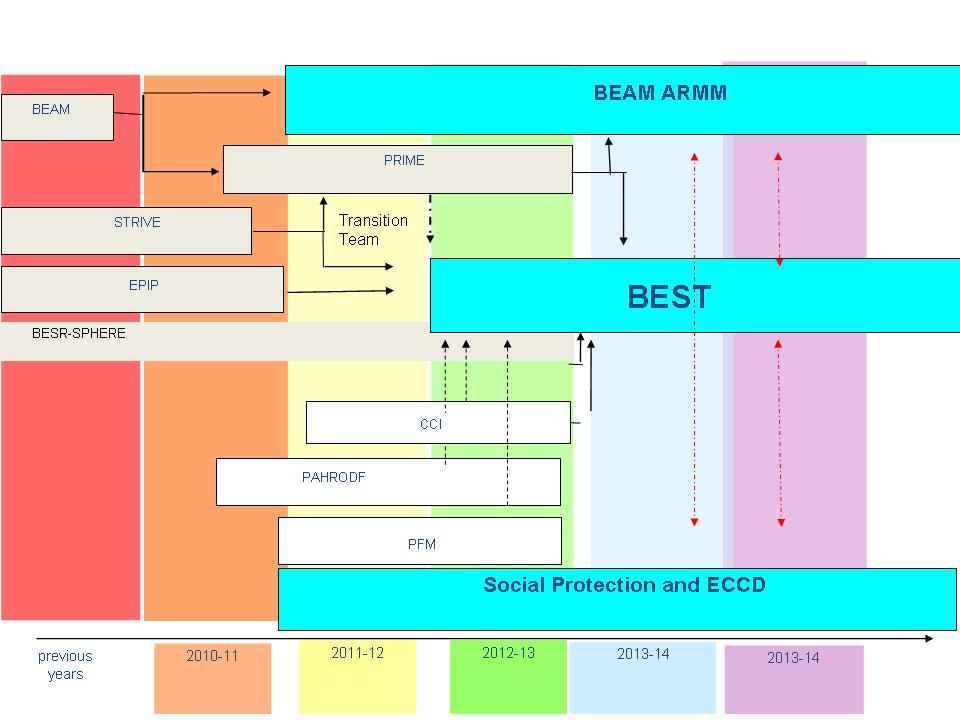 BEAM ARMM
BEAM
PRIME
STRIVE
Transition
Team
EPIP
BEST
BESR-SPHERE
CCI
PAHRODF
PFM
Social Protection and ECCD
previous
years
2010-11
2011-12
2012-13
2013-14
2013-14